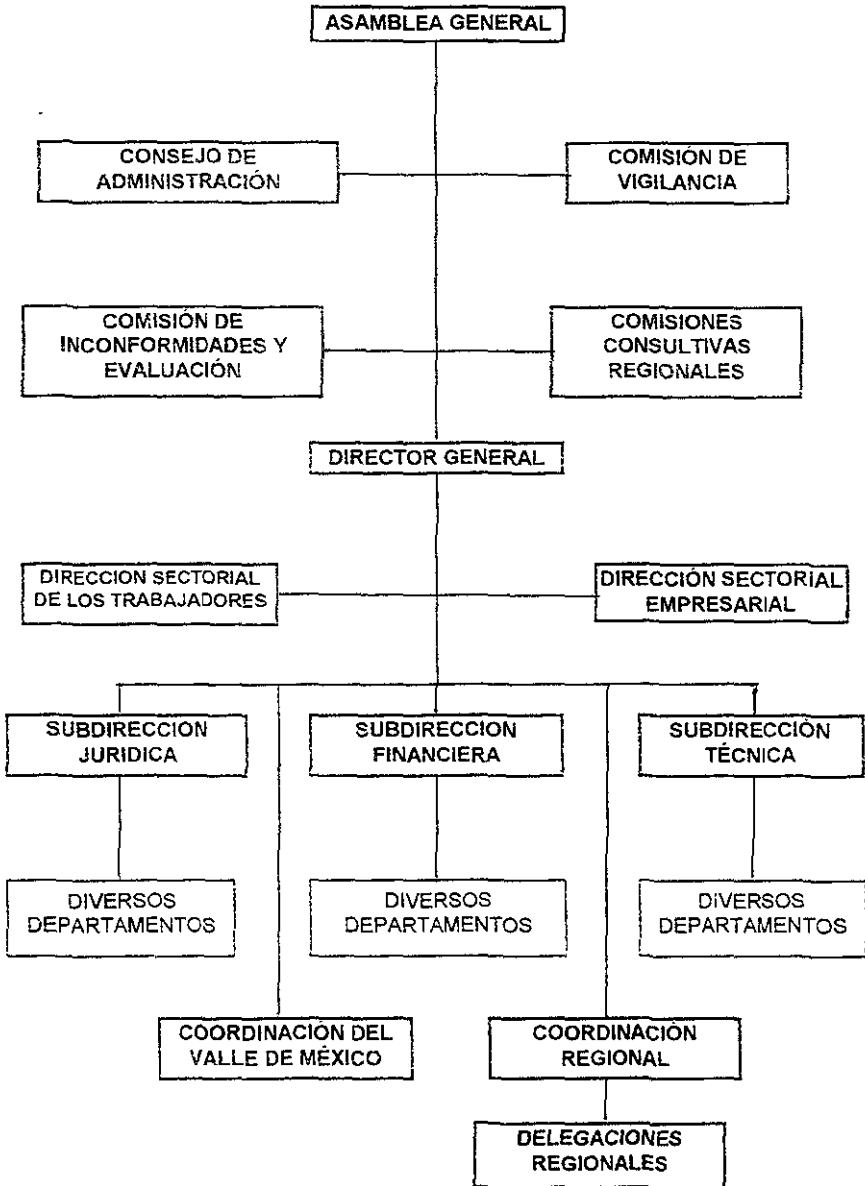 ASAMBLEA GENERAL
CONSEJO DE
ADMINISTRACIÓN
COMISIÓN DE
VIGILANCIA
COMISIÓN DE
INCONFORMIDADES Y
EVALUACIÓN
COMISIONES
CONSULTIVAS
REGIONALES
DIRECTOR GENERAL
DIRECCION SECTORIAL
DE LOS TRABAJADORES
DIRECCIÓN SECTORIAL
EMPRESARIAL
SUBDIRECCION
JURIDICA
SUBDIRECCION
FINANCIERA
SUBDIRECCIÓN
TÉCNICA
DIVERSOS
DEPARTAMENTOS
DIVERSOS
DEPARTAMENTOS
DIVERSOS
DEPARTAMENTOS
COORDINACIÓN DEL
VALLE DE MÉXICO
COORDINACIÓN
REGIONAL
DELEGACIONES
REGIONALES